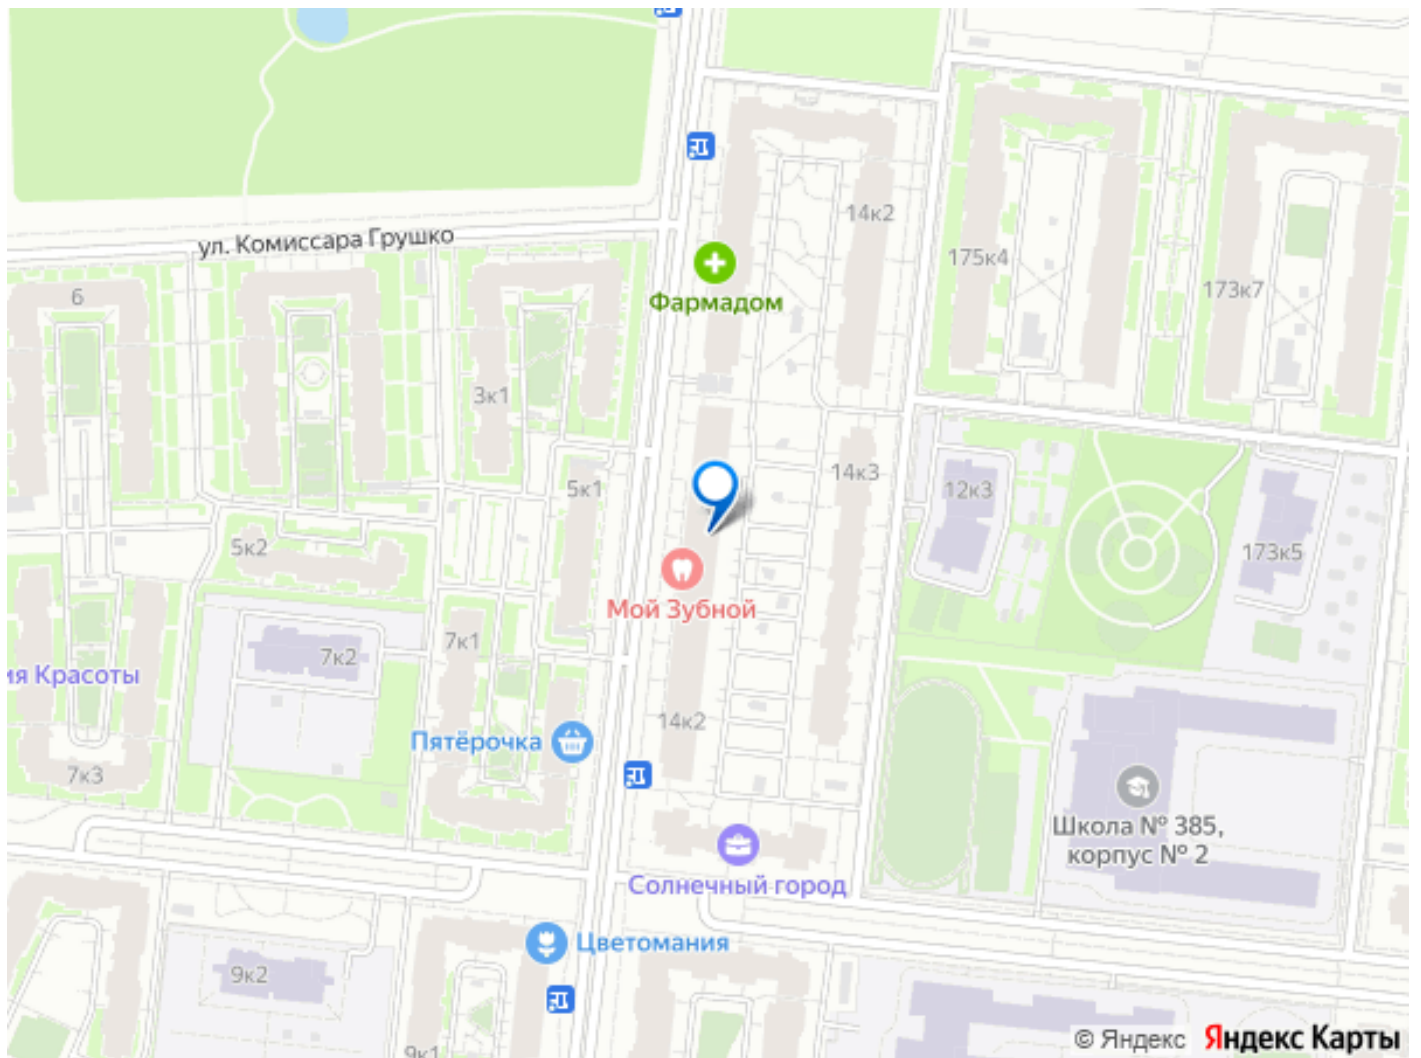 ул. Комиссара Грушко
14к2
175к4
173к7
6
Фармадом
3к1
14к3
5к1
12к3
5к2
173к5
Мой Зубной
7к1
7к2
ия Красоты
14к2
Пятёрочка
7к3
Школа № 385,
корпус № 2
Солнечный город
Цветомания
9к2
9к1
© Яндекс Яндекс Карты